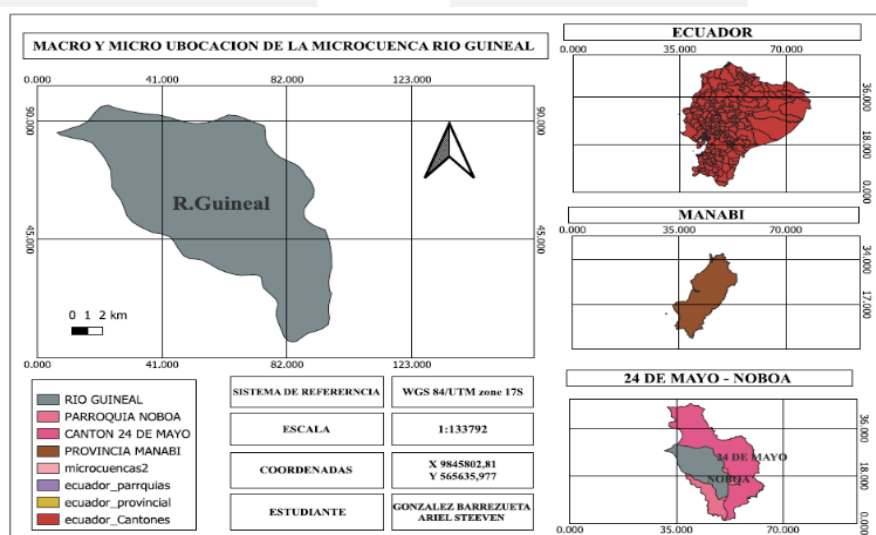 MACRO Y MICRO UBOCACION DE LA MICROCUENCA RIO GUINEAL
0.000 41.000 82.000 123.000
90.000 90.000
R.Guineal
45.000 45.000
0 1 2 km
0.000 41.000 82.000 123.000
RIO GUINEAL
PARROQUIA NOBOA
CANTON 24 DE MAYO
PROVINCIA MANABI
microcuencas2
ecuador_parrquias
ecuador_provincial
ecuador_Cantones
SISTEMA DE REFERERNCIA WGS 84/UTM zone 17S
ESCALA 1:133792
COORDENADAS X 9845802,81
Y 565635,977
ESTUDIANTE GONZALEZ BARREZUETA
ARIEL STEEVEN
ECUADOR
0.000 35.000 70.000
36.000
18.000
0.000
MANABI
0.000 35.000 70.000
34.000
17.000
24 DE MAYO - NOBOA
36.000
24 DE MAYO
NOBOA
18.000
0.000
0.000 35.000 70.000